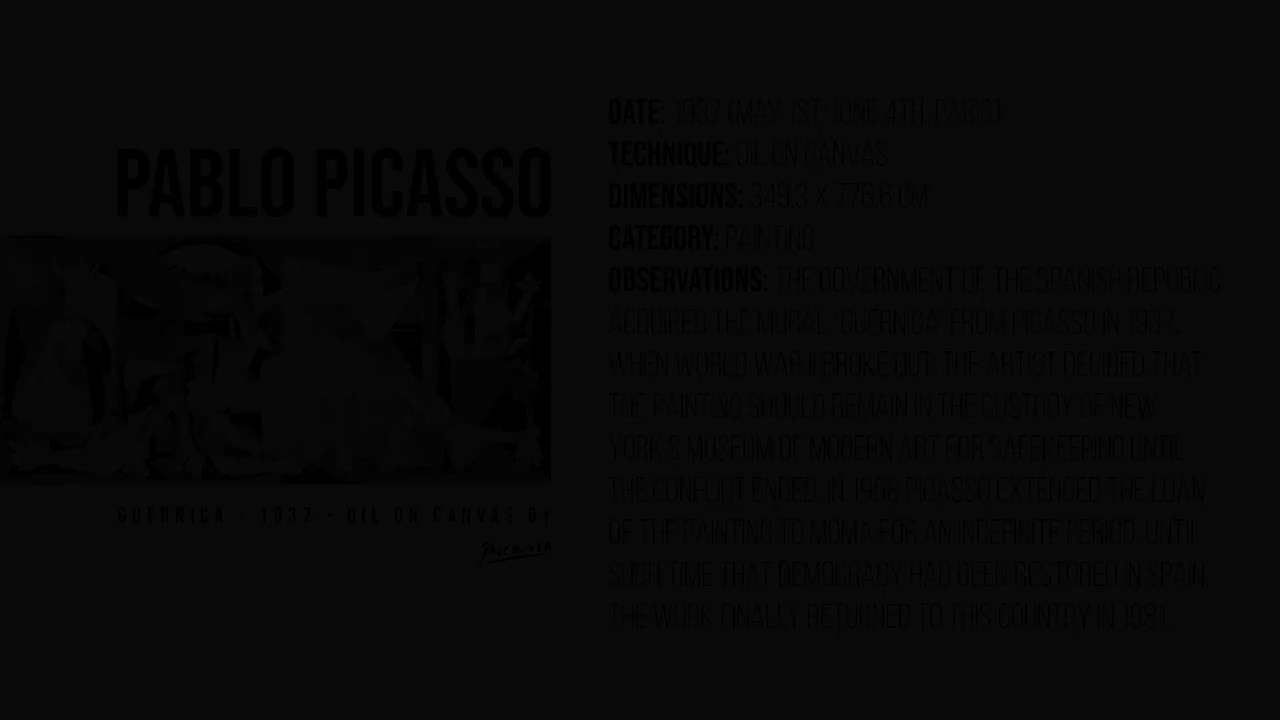 PABLO PICASSO
GUERNICA - 1937 - OIL ON CANVAS BY
Picasso
DATE: 1937 (MAY 1ST-JUNE 4TH, PARIS)
TECHNIQUE: OIL ON CANVAS
DIMENSIONS: 349.3 X 776.6 CM
CATEGORY: PAINTING
OBSERVATIONS: THE GOVERNMENT OF THE SPANISH REPUBLIC
ACQUIRED THE MURAL "GUERNICA" FROM PICASSO IN 1937.
WHEN WORLD WAR II BROKE OUT, THE ARTIST DECIDED THAT
THE PAINTING SHOULD REMAIN IN THE CUSTODY OF NEW
YORK'S MUSEUM OF MODERN ART FOR SAFEKEEPING UNTIL
THE CONFLICT ENDED. IN 1958 PICASSO EXTENDED THE LOAN
OF THE PAINTING TO MOMA FOR AN INDEFINITE PERIOD, UNTIL
SUCH TIME THAT DEMOCRACY HAD BEEN RESTORED IN SPAIN.
THE WORK FINALLY RETURNED TO THIS COUNTRY IN 1981.